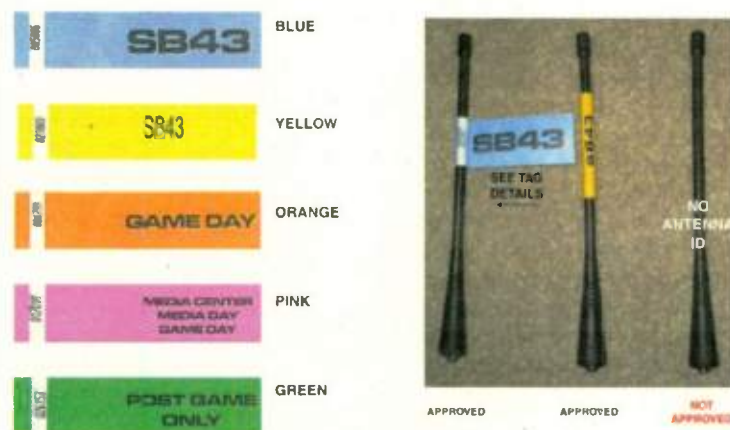 SB43
BLUE
SB43
YELLOW
GAME DAY
ORANGE
MEDIA CENTER
MEDIA DAY
GAME DAY
PINK
POST GAME
ONLY
GREEN
SB43
SB43
SEE TAG
DETAILS
NO
ANTENNA
ID
APPROVED
APPROVED
NOT
APPROVED